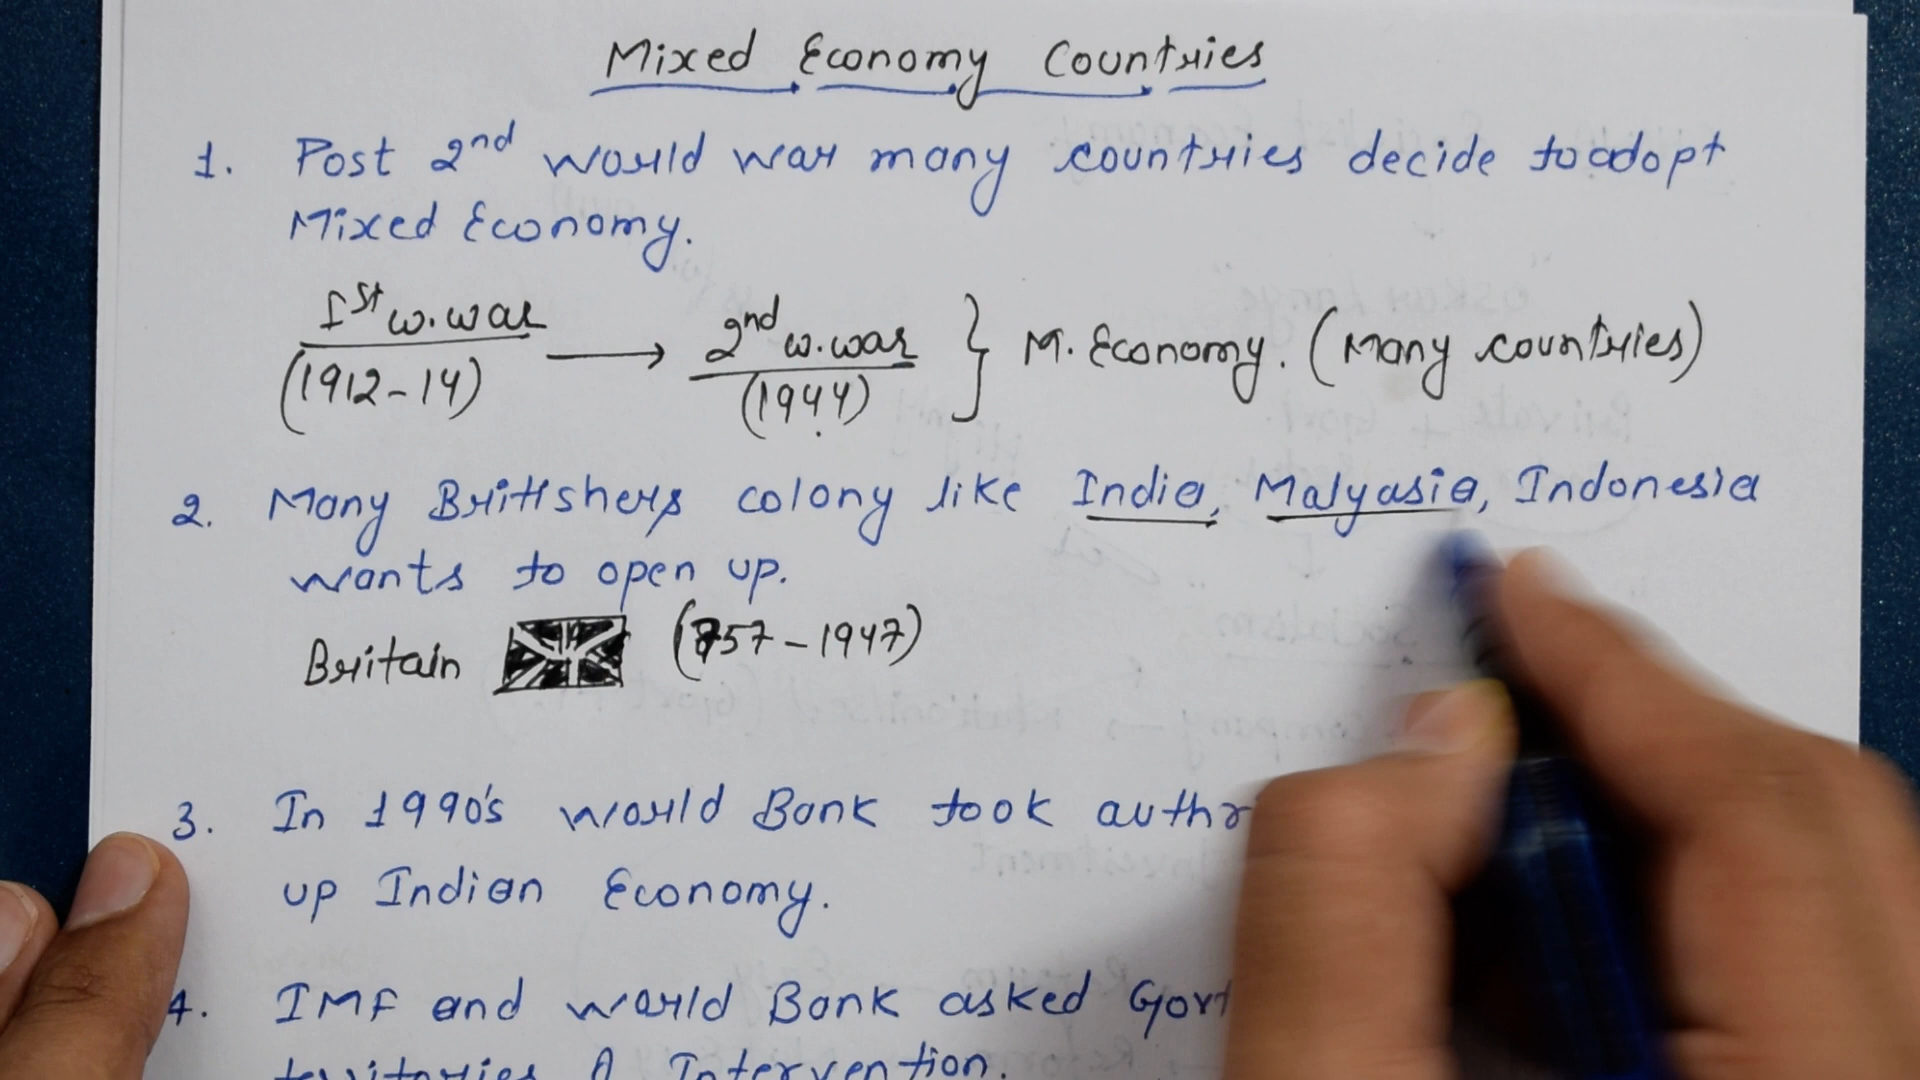 Mixed Economy Countries
1. Post 2nd world war many countries decide to adopt
Mixed Economy.
1st w. war
(1912-14)
2nd w. war
(1944)
M. Economy. (Many countries)
2. Many Brittshers colony like India, Malyasia, Indonesia
wants to open up.
Britain (757-1947)
3. In 1990's world Bank took
up Indian Economy.
4. IMF and world Bank asked Govt
Intervention.